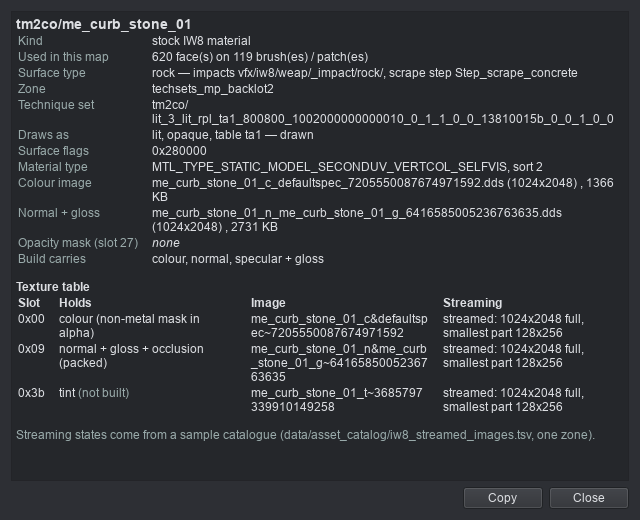 tm2co/me_curb_stone_01
Kind stock IW8 material
Used in this map 620 face(s) on 119 brush(es) / patch(es)
Surface type rock — impacts vfx/iw8/weap/_impact/rock/, scrape step Step_scrape_concrete
Zone techsets_mp_backlot2
Technique set tm2co/
lit_3_lit_rpl_ta1_800800_1002000000000010_0_1_1_0_0_13810015b_0_0_1_0_0
Draws as lit, opaque, table ta1 — drawn
Surface flags 0x280000
Material type MTL_TYPE_STATIC_MODEL_SECONDUV_VERTCOL_SELFVIS, sort 2
Colour image me_curb_stone_01_c_defaultspec_7205550087674971592.dds (1024x2048) , 1366
KB
Normal + gloss me_curb_stone_01_n_me_curb_stone_01_g_6416585005236763635.dds
(1024x2048) , 2731 KB
Opacity mask (slot 27) none
Build carries colour, normal, specular + gloss
Texture table
Slot Holds Image Streaming
0x00 colour (non-metal mask in me_curb_stone_01_c&defaultsp streamed: 1024x2048 full,
alpha) ec~7205550087674971592 smallest part 128x256
0x09 normal + gloss + occlusion me_curb_stone_01_n&me_curb streamed: 1024x2048 full,
(packed) _stone_01_g~64165850052367 smallest part 128x256
63635
0x3b tint (not built) me_curb_stone_01_t~3685797 streamed: 1024x2048 full,
339910149258 smallest part 128x256
Streaming states come from a sample catalogue (data/asset_catalog/iw8_streamed_images.tsv, one zone).
Copy Close